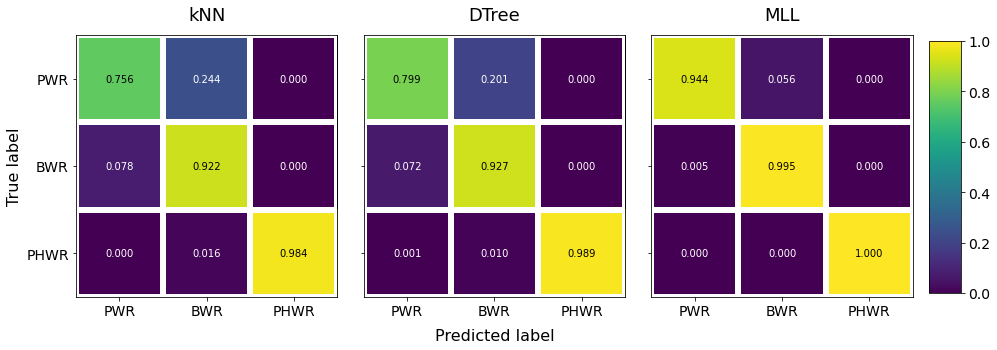 kNN DTree MLL
PWR 0.756 0.244 0.000 0.799 0.201 0.000 0.944 0.056 0.000
BWR 0.078 0.922 0.000 0.072 0.927 0.000 0.005 0.995 0.000
PHWR 0.000 0.016 0.984 0.001 0.010 0.989 0.000 0.000 1.000
PWR BWR PHWR PWR BWR PHWR PWR BWR PHWR
True label
Predicted label
1.0
0.8
0.6
0.4
0.2
0.0